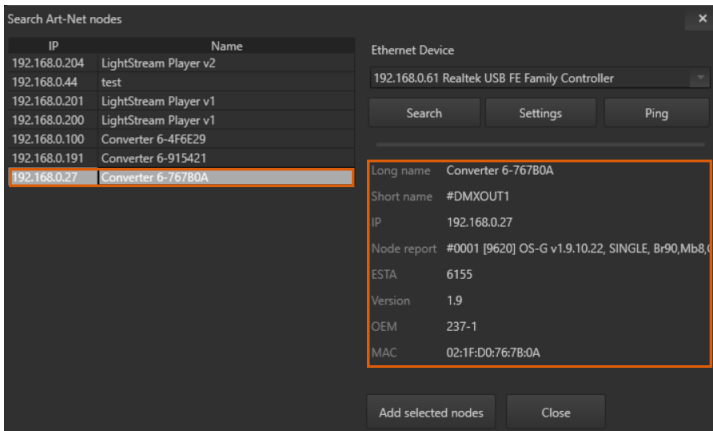 Search Art-Net nodes
IP Name
192.168.0.204 LightStream Player v2
192.168.0.44 test
192.168.0.201 LightStream Player v1
192.168.0.200 LightStream Player v1
192.168.0.100 Converter 6-4F6E29
192.168.0.191 Converter 6-915421
192.168.0.27 Converter 6-767B0A
Ethernet Device
192.168.0.61 Realtek USB FE Family Controller
Search Settings Ping
Long name Converter 6-767B0A
Short name #DMXOUT1
IP 192.168.0.27
Node report #0001 [9620] OS-G v1.9.10.22, SINGLE, Br90,Mb8,
ESTA 6155
Version 1.9
OEM 237-1
MAC 02:1F:D0:76:7B:0A
Add selected nodes Close